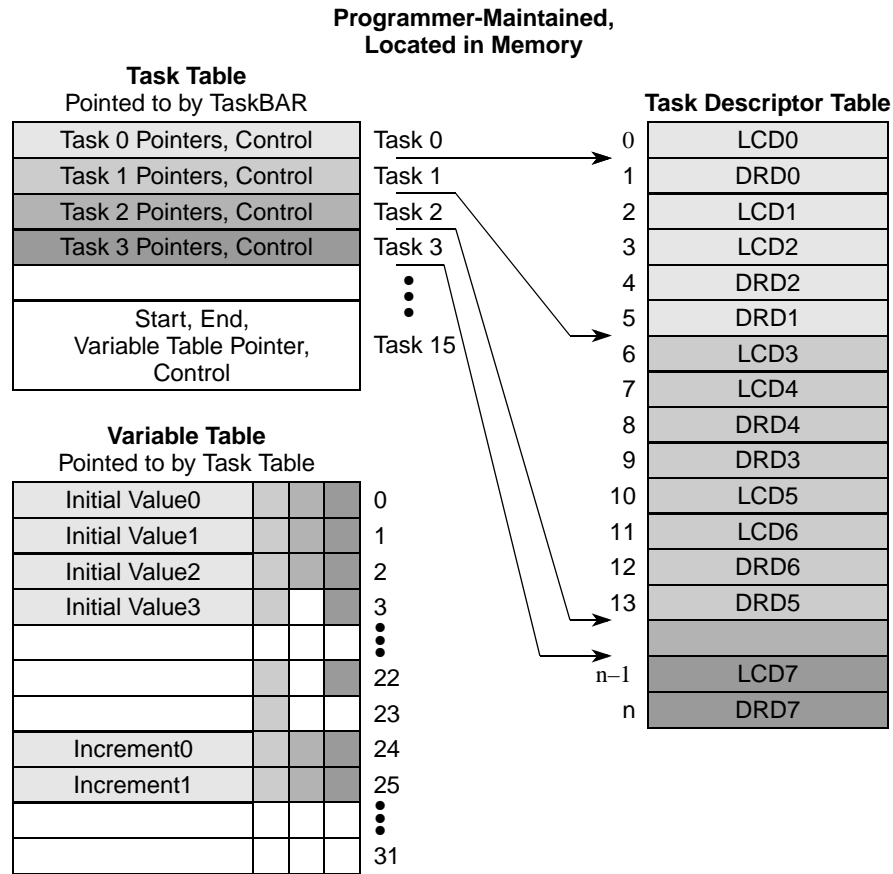 Programmer-Maintained,
Located in Memory
Task Table
Pointed to by TaskBAR
Task 0 Pointers, Control
Task 1 Pointers, Control
Task 2 Pointers, Control
Task 3 Pointers, Control
Start, End,
Variable Table Pointer,
Control
Task 0
Task 1
Task 2
Task 3
Task 15
Variable Table
Pointed to by Task Table
Initial Value0 0
Initial Value1 1
Initial Value2 2
Initial Value3 3
22
23
Increment0 24
Increment1 25
31
Task Descriptor Table
0 LCD0
1 DRD0
2 LCD1
3 LCD2
4 DRD2
5 DRD1
6 LCD3
7 LCD4
8 DRD4
9 DRD3
10 LCD5
11 LCD6
12 DRD6
13 DRD5
n–1 LCD7
n DRD7